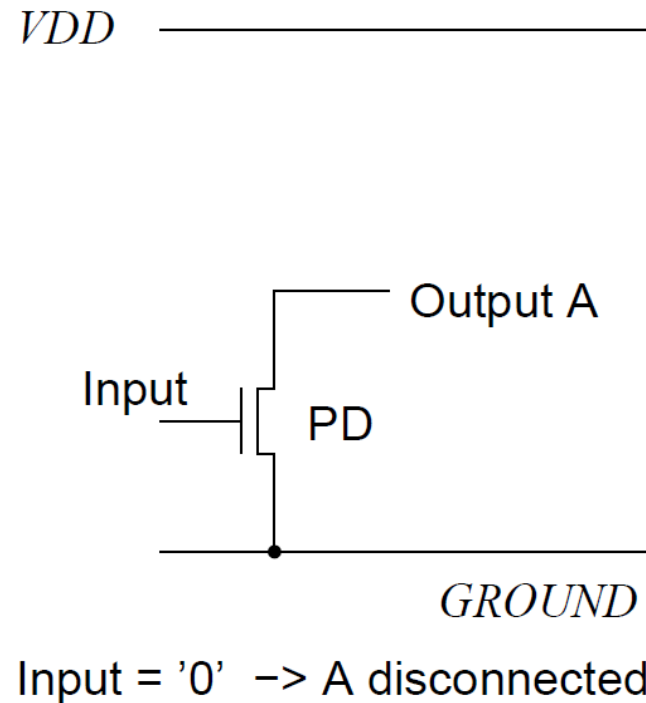 VDD
Output A
Input
PD
GROUND
Input = ’0’ −> A disconnected